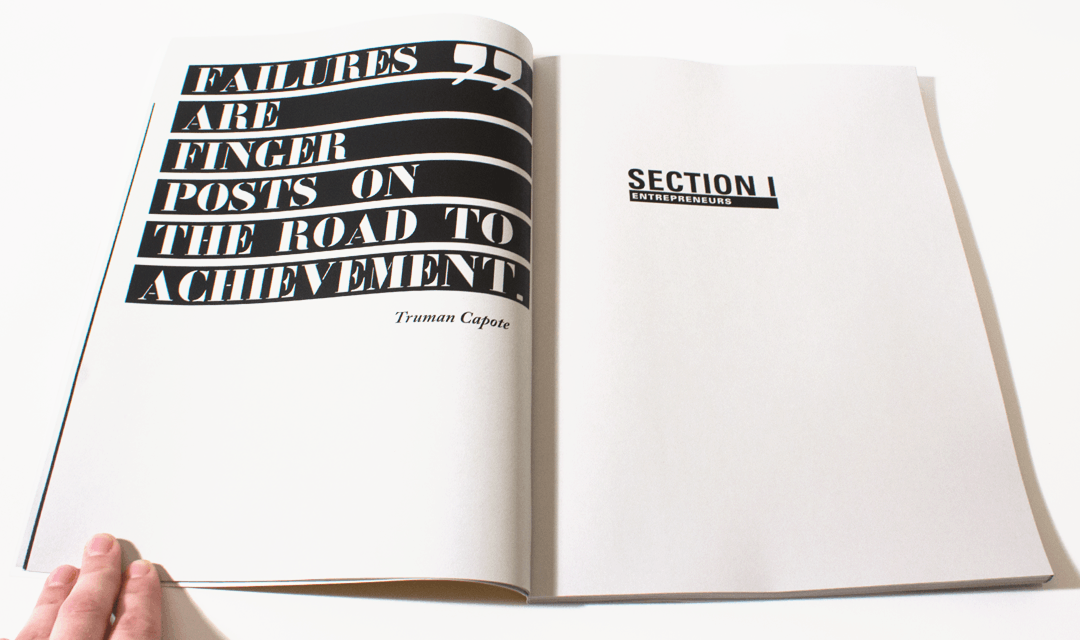 FAILURES ”
ARE
FINGER
POSTS ON
THE ROAD TO
ACHIEVEMENT.
Truman Capote
SECTION I
ENTREPRENEURS